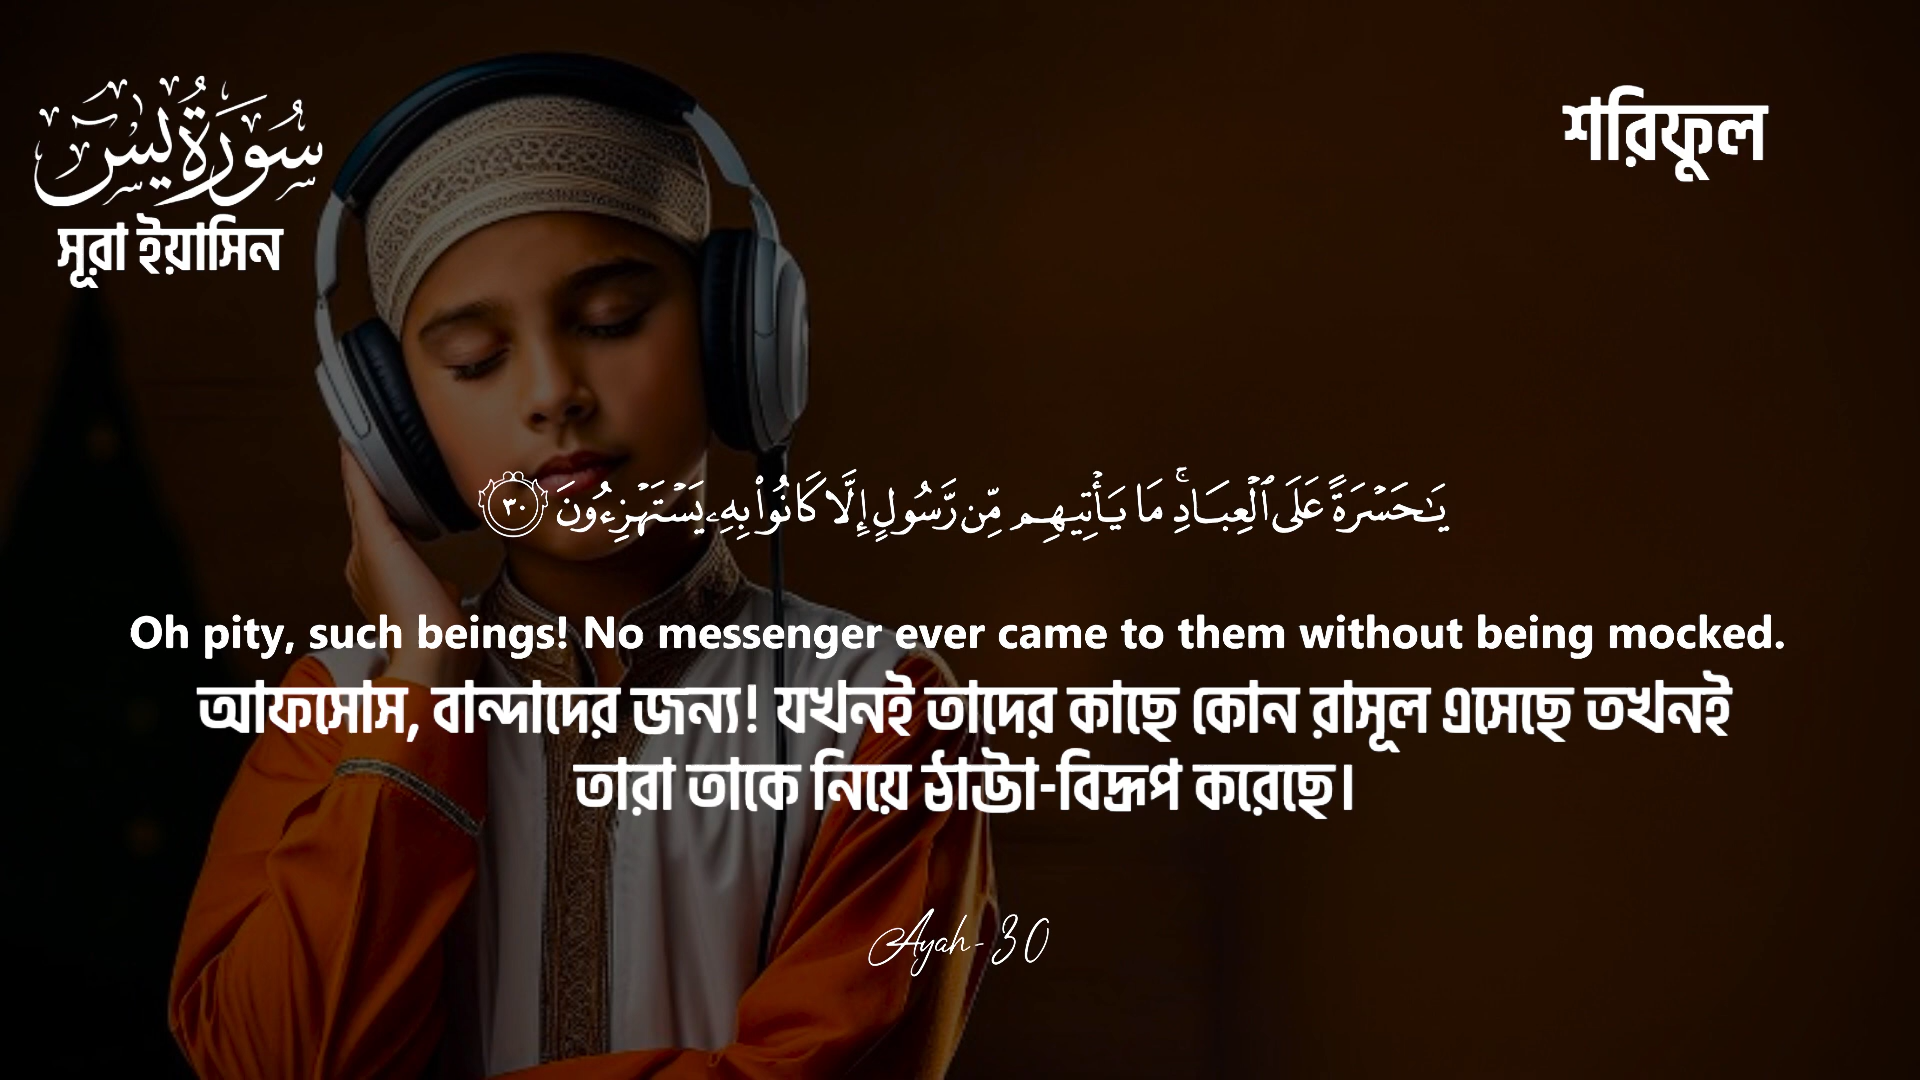 سُورَةُ يسٓ
সূরা ইয়াসিন
শরিফুল
يَـٰحَسْرَةً عَلَى ٱلْعِبَادِ ۚ مَا يَأْتِيهِم مِّن رَّسُولٍ إِلَّا كَانُوا۟ بِهِۦ يَسْتَهْزِءُونَ ٣٠
Oh pity, such beings! No messenger ever came to them without being mocked.
আফসোস, বান্দাদের জন্য! যখনই তাদের কাছে কোন রাসূল এসেছে তখনই
তারা তাকে নিয়ে ঠাট্টা-বিদ্রূপ করেছে।
Ayah- 30